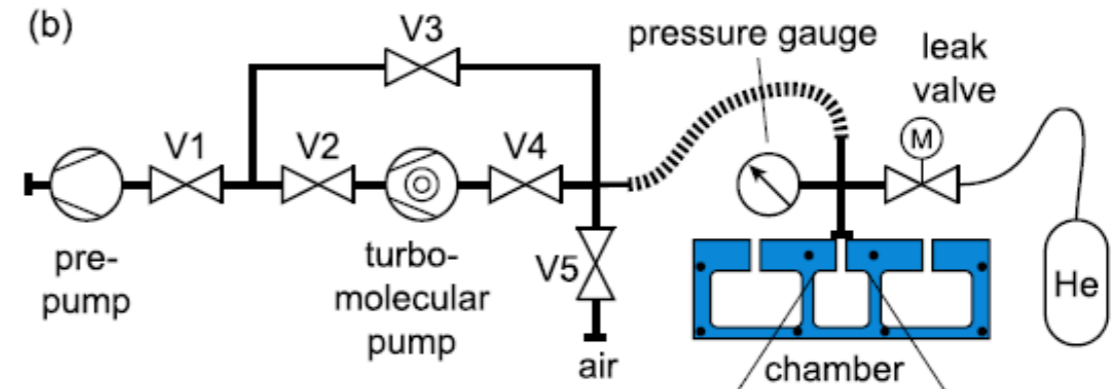 (b)
V3
pressure gauge
leak
valve
M
V1
V2
V4
pre-
pump
turbo-
molecular
pump
V5
air
chamber
He